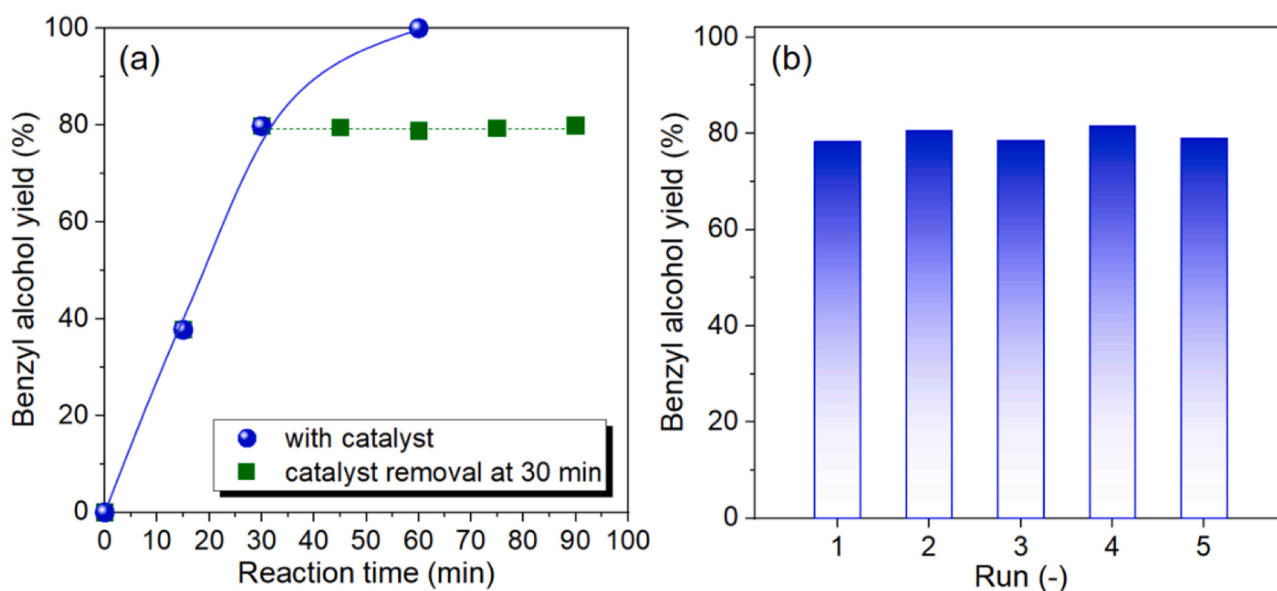 (a)
Benzyl alcohol yield (%)
100
80
60
40
20
0
with catalyst
catalyst removal at 30 min
0 10 20 30 40 50 60 70 80 90 100
Reaction time (min)
(b)
Benzyl alcohol yield (%)
100
80
60
40
20
0
1 2 3 4 5
Run (-)